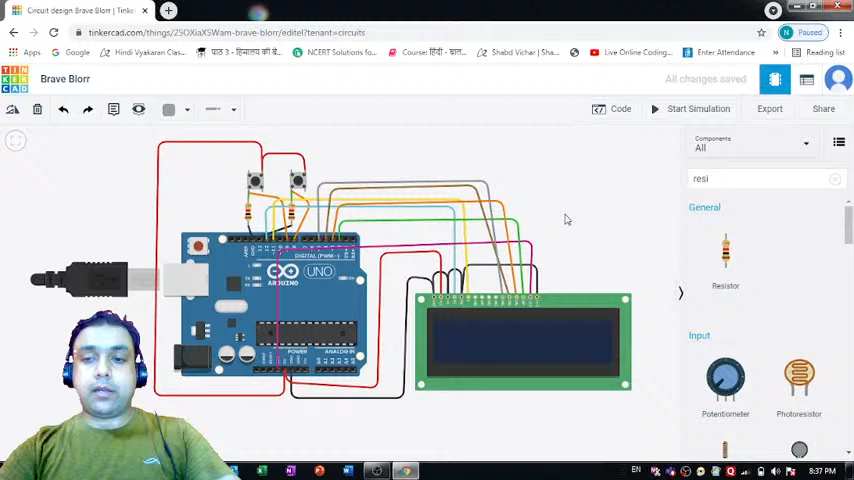 Circuit design Brave Blorr | Tinker
tinkercad.com/things/25OXiaXSWam-brave-blorr/editel?tenant=circuits
N Paused
Apps Google Hindi Vyakaran Clas... पाठ 3 - हिमालय की बे... NCERT Solutions fo... Course: हिंदी - बाल... Shabd Vichar | Sha... Live Online Coding... Enter Attendance Reading list
TIN
KER
CAD
Brave Blorr
All changes saved
Code Start Simulation Export Share
Components
All
resi
General
Resistor
Input
Potentiometer Photoresistor
DIGITAL (PWM~)
UNO
ARDUINO
POWER ANALOG IN
EN 8:37 PM